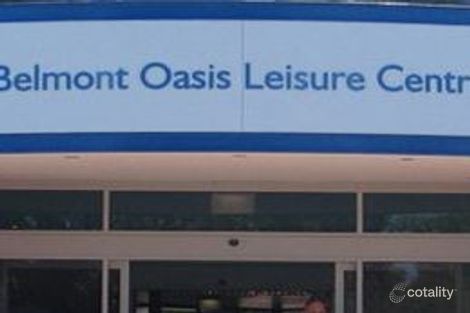 Belmont Oasis Leisure Centr
cotality